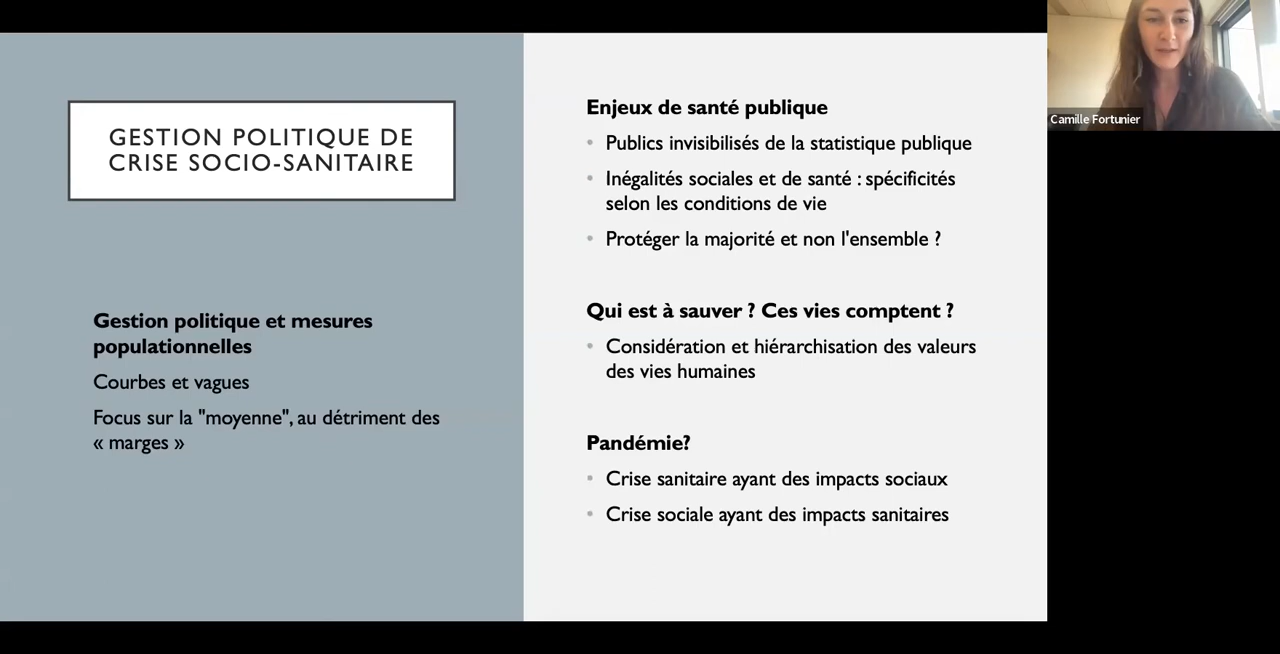 GESTION POLITIQUE DE
CRISE SOCIO-SANITAIRE
Gestion politique et mesures
populationnelles
Courbes et vagues
Focus sur la "moyenne", au détriment des
« marges »
Enjeux de santé publique
• Publics invisibilisés de la statistique publique
• Inégalités sociales et de santé : spécificités
selon les conditions de vie
• Protéger la majorité et non l'ensemble ?
Qui est à sauver ? Ces vies comptent ?
• Considération et hiérarchisation des valeurs
des vies humaines
Pandémie?
• Crise sanitaire ayant des impacts sociaux
• Crise sociale ayant des impacts sanitaires
Camille Fortunier